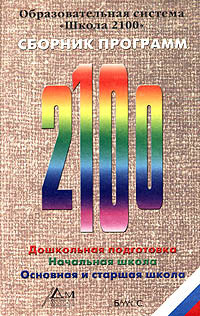 Образовательная система
"Школа 2100"
СБОРНИК ПРОГРАММ
2100
Дошкольная подготовка
Начальная школа
Основная и старшая школа